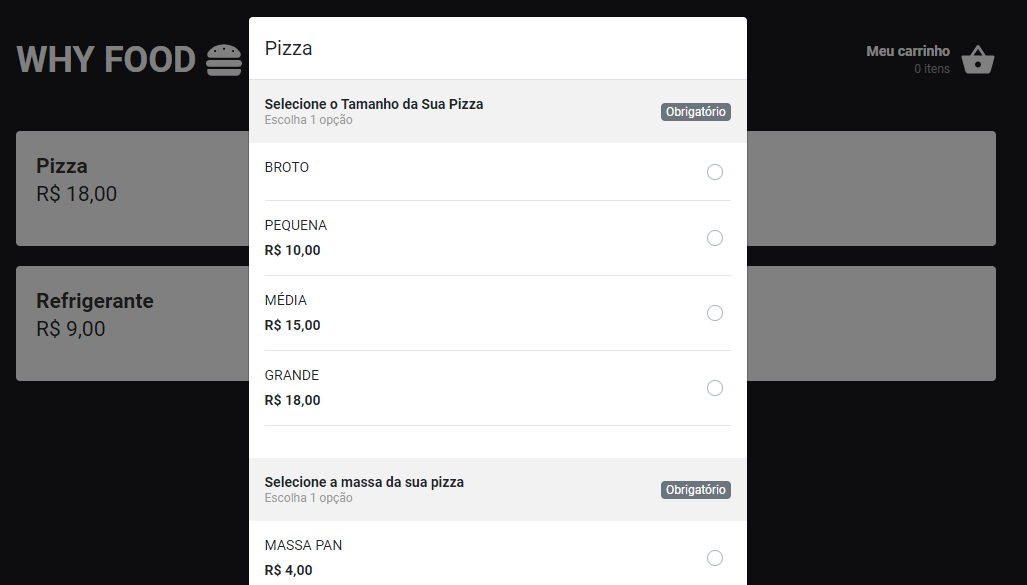 WHY FOOD
Meu carrinho
0 itens
Pizza
R$ 18,00
Refrigerante
R$ 9,00
Pizza
Selecione o Tamanho da Sua Pizza
Escolha 1 opção
Obrigatório
BROTO
PEQUENA
R$ 10,00
MÉDIA
R$ 15,00
GRANDE
R$ 18,00
Selecione a massa da sua pizza
Escolha 1 opção
Obrigatório
MASSA PAN
R$ 4,00